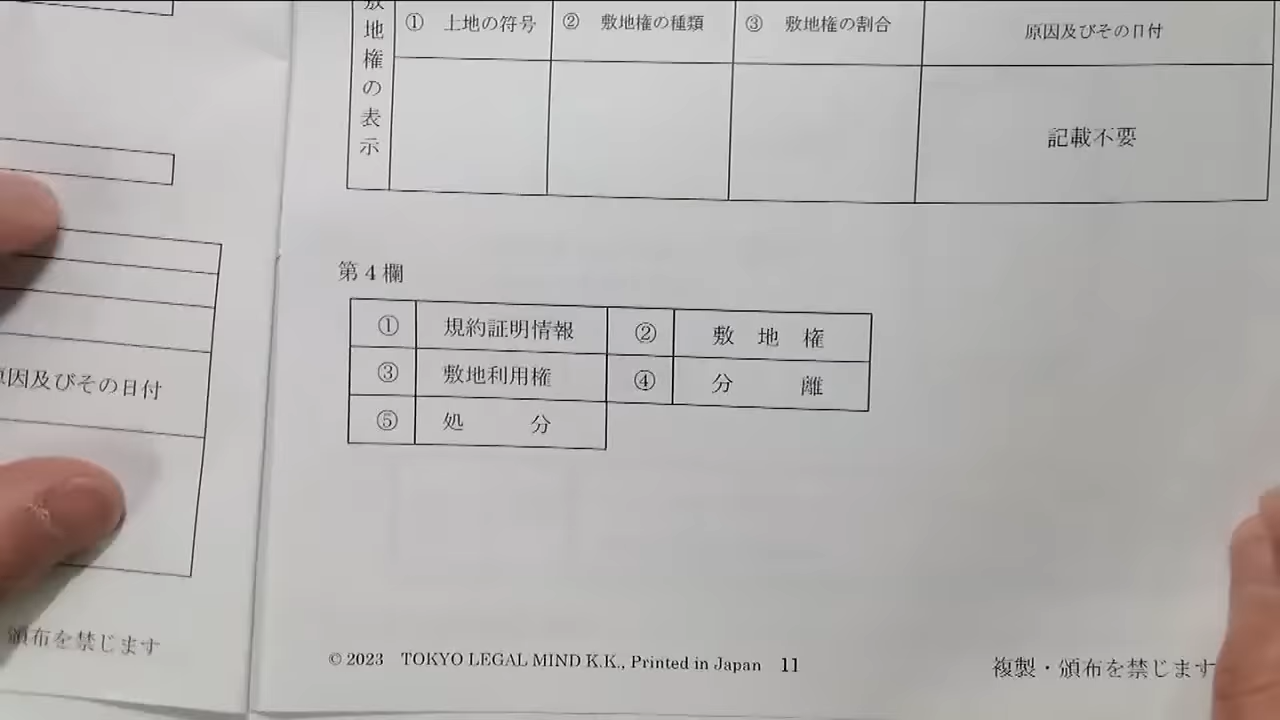 原因及びその日付
頒布を禁じます
敷地権の表示
① 土地の符号 ② 敷地権の種類 ③ 敷地権の割合 原因及びその日付
記載不要
第4欄
① 規約証明情報 ② 敷地権
③ 敷地利用権 ④ 分離
⑤ 処分
© 2023 TOKYO LEGAL MIND K.K., Printed in Japan 11
複製・頒布を禁じます